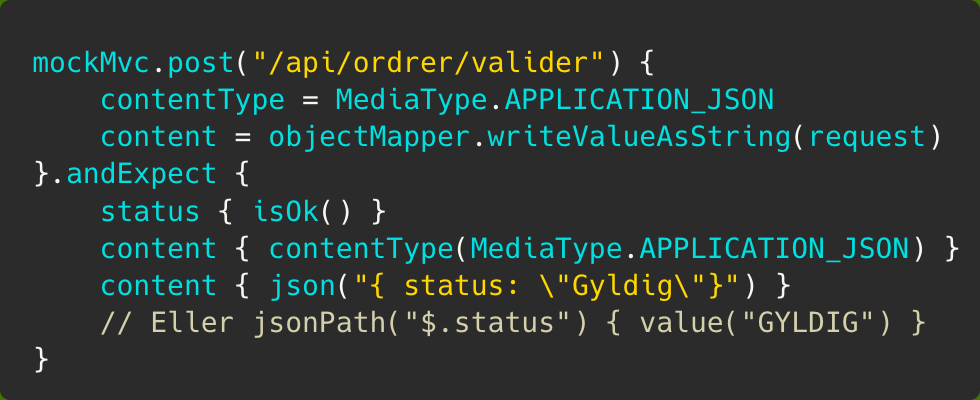 mockMvc.post("/api/ordrer/valider") {
    contentType = MediaType.APPLICATION_JSON
    content = objectMapper.writeValueAsString(request)
}.andExpect {
    status { isOk() }
    content { contentType(MediaType.APPLICATION_JSON) }
    content { json("{ status: \"Gyldig\"}") }
    // Eller jsonPath("$.status") { value("GYLDIG") }
}